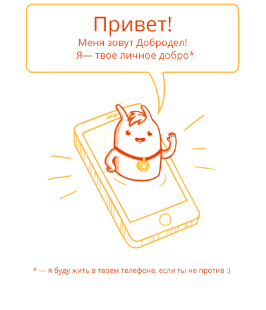 Привет!
Меня зовут Добродел!
Я— твое личное добро*
* — я буду жить в твоем телефоне, если ты не против :)